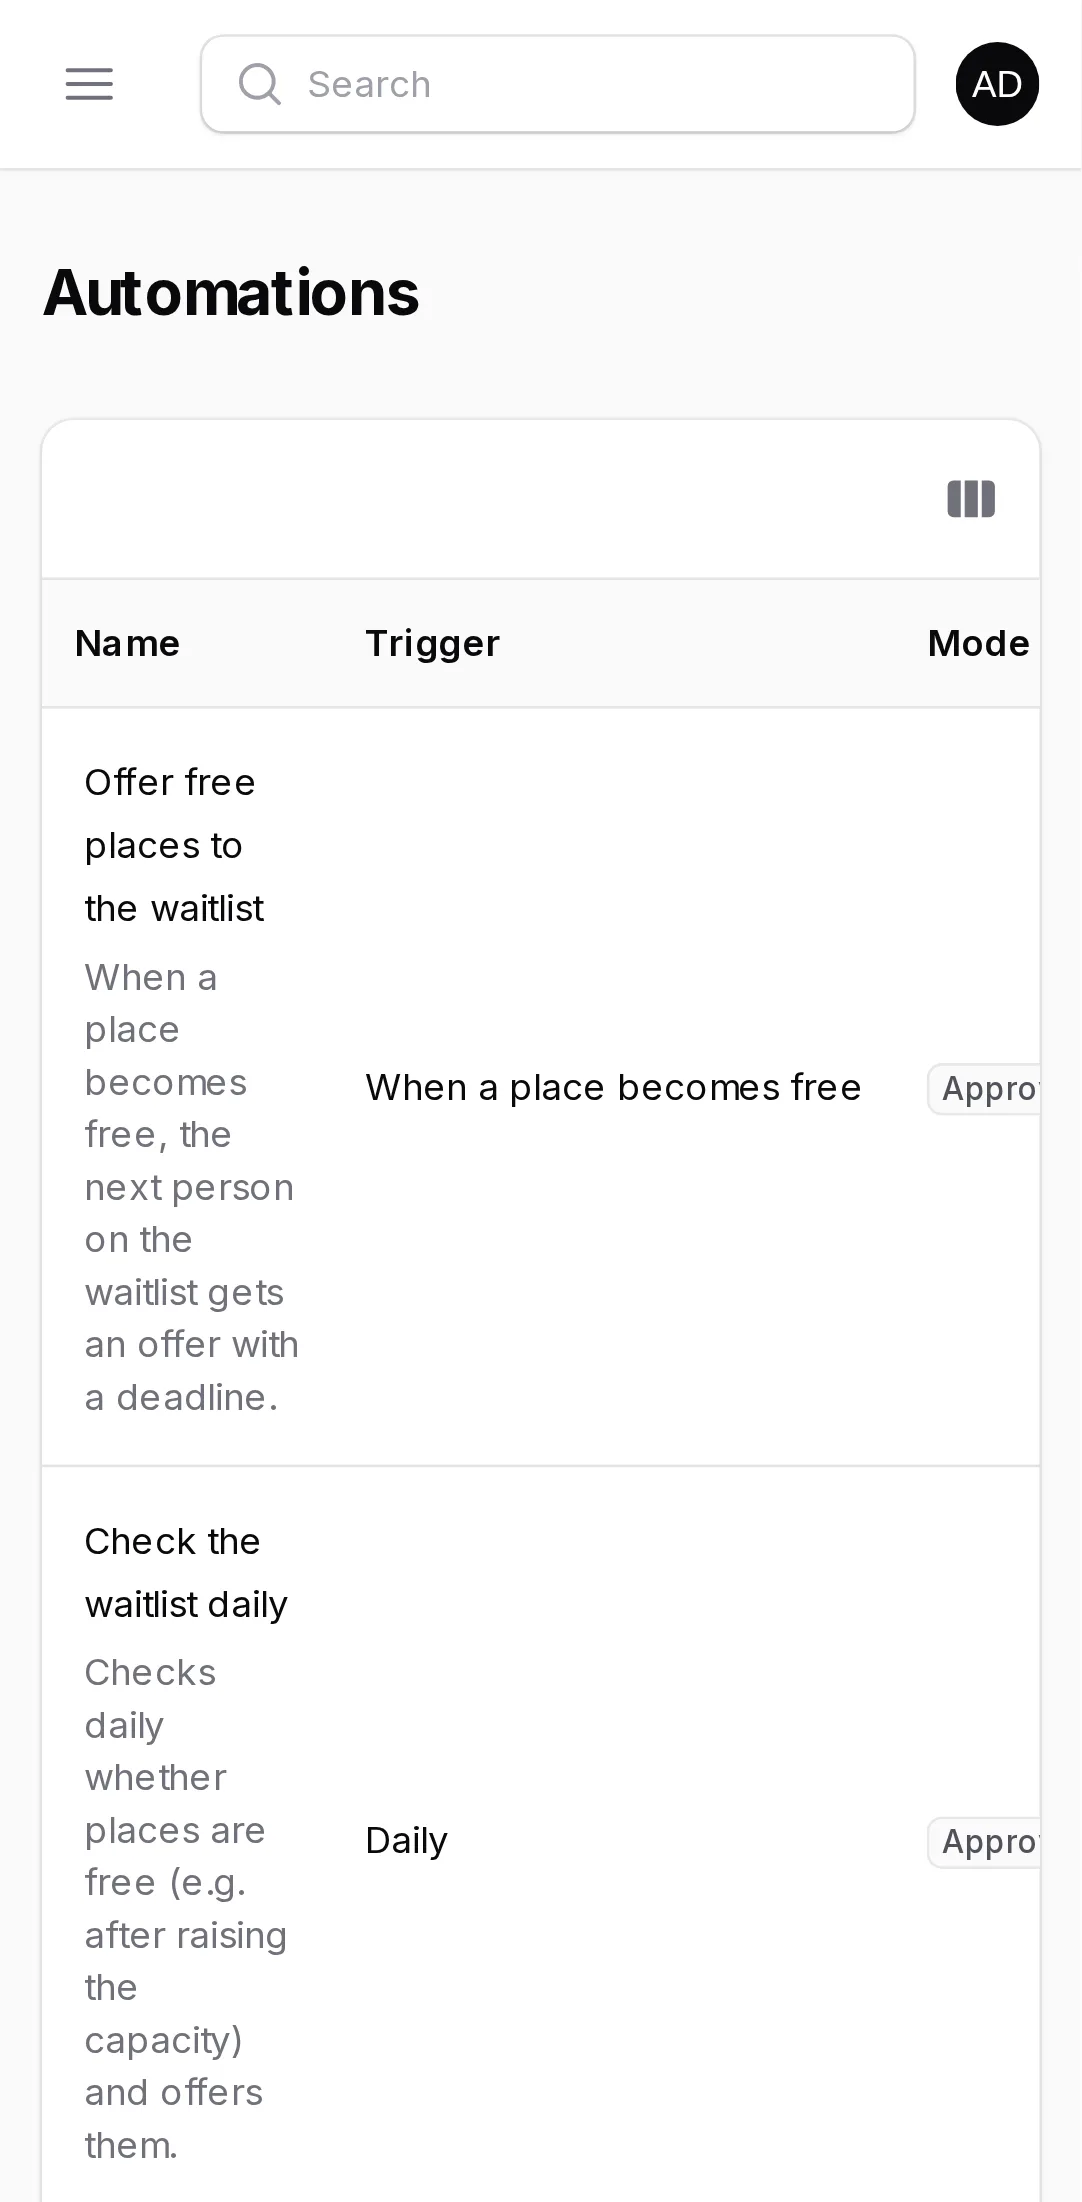 Search
AD
Automations
Name
Trigger
Mode
Offer free
places to
the waitlist
When a
place
becomes
free, the
next person
on the
waitlist gets
an offer with
a deadline.
When a place becomes free
Check the
waitlist daily
Checks
daily
whether
places are
free (e.g.
after raising
the
capacity)
and offers
them.
Daily